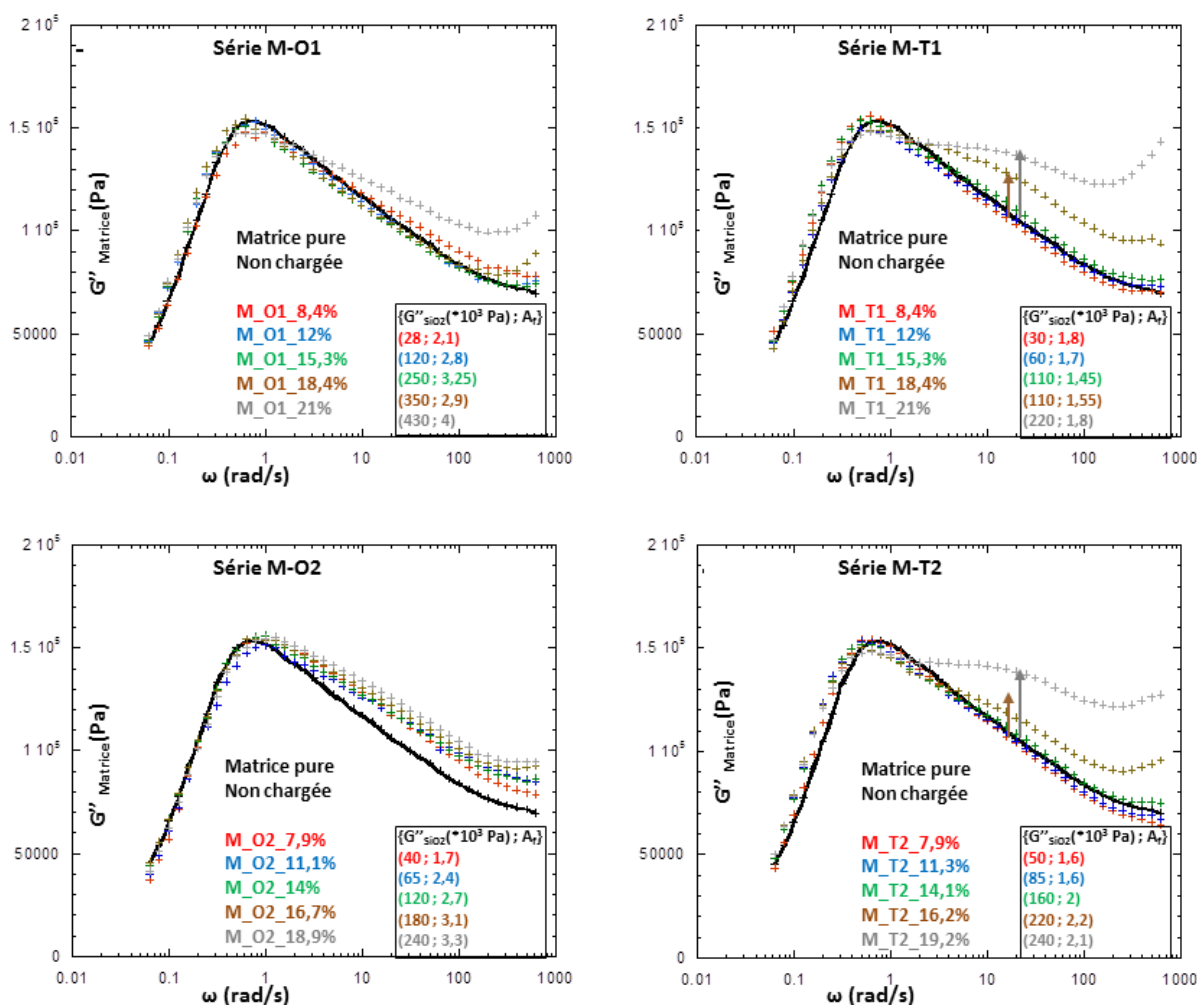 Série M-O1
2 10⁵
1.5 10⁵
1 10⁵
50000
0
G″ Matrice(Pa)
Matrice pure
Non chargée
M_O1_8,4%
M_O1_12%
M_O1_15,3%
M_O1_18,4%
M_O1_21%
{G″SiO2(*10³ Pa) ; Af}
(28 ; 2,1)
(120 ; 2,8)
(250 ; 3,25)
(350 ; 2,9)
(430 ; 4)
0.01 0.1 1 10 100 1000
ω (rad/s)
Série M-T1
2 10⁵
1.5 10⁵
1 10⁵
50000
0
G″ Matrice(Pa)
Matrice pure
Non chargée
M_T1_8,4%
M_T1_12%
M_T1_15,3%
M_T1_18,4%
M_T1_21%
{G″SiO2(*10³ Pa) ; Af}
(30 ; 1,8)
(60 ; 1,7)
(110 ; 1,45)
(110 ; 1,55)
(220 ; 1,8)
0.01 0.1 1 10 100 1000
ω (rad/s)
Série M-O2
2 10⁵
1.5 10⁵
1 10⁵
50000
0
G″ Matrice(Pa)
Matrice pure
Non chargée
M_O2_7,9%
M_O2_11,1%
M_O2_14%
M_O2_16,7%
M_O2_18,9%
{G″SiO2(*10³ Pa) ; Af}
(40 ; 1,7)
(65 ; 2,4)
(120 ; 2,7)
(180 ; 3,1)
(240 ; 3,3)
0.01 0.1 1 10 100 1000
ω (rad/s)
Série M-T2
2 10⁵
1.5 10⁵
1 10⁵
50000
0
G″ Matrice(Pa)
Matrice pure
Non chargée
M_T2_7,9%
M_T2_11,3%
M_T2_14,1%
M_T2_16,2%
M_T2_19,2%
{G″SiO2(*10³ Pa) ; Af}
(50 ; 1,6)
(85 ; 1,6)
(160 ; 2)
(220 ; 2,2)
(240 ; 2,1)
0.01 0.1 1 10 100 1000
ω (rad/s)